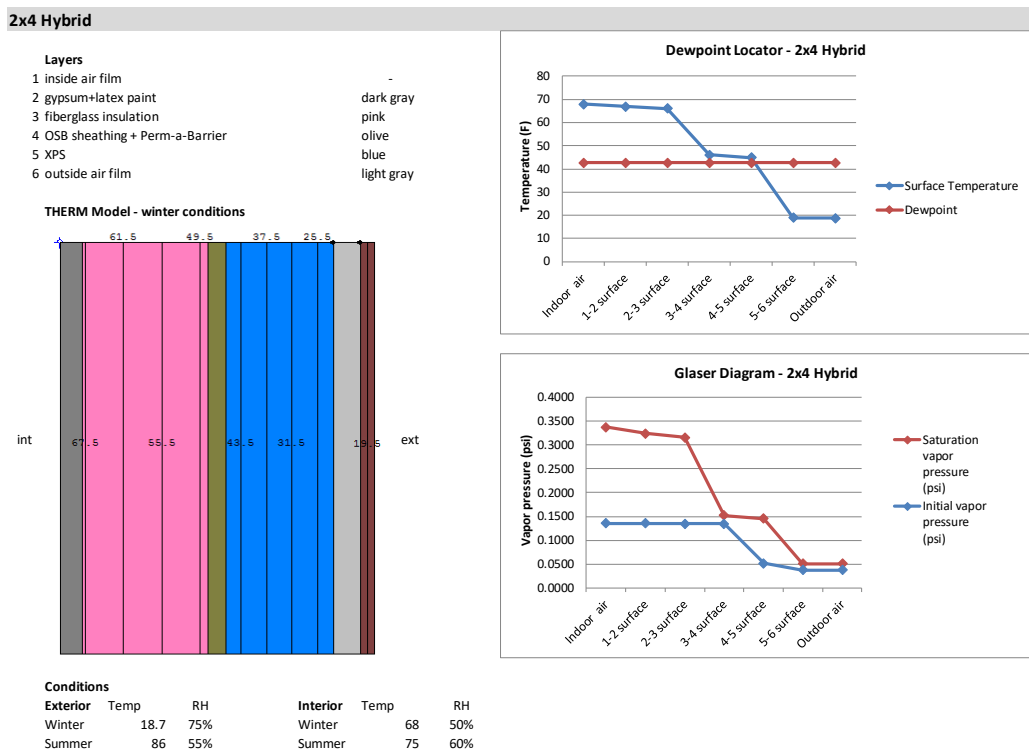 2x4 Hybrid
Layers
1 inside air film -
2 gypsum+latex paint dark gray
3 fiberglass insulation pink
4 OSB sheathing + Perm-a-Barrier olive
5 XPS blue
6 outside air film light gray
THERM Model - winter conditions
61.5 49.5 37.5 25.5
int 67.5 55.5 43.5 31.5 19.5 ext
Conditions
Exterior Temp RH Interior Temp RH
Winter 18.7 75% Winter 68 50%
Summer 86 55% Summer 75 60%
Dewpoint Locator - 2x4 Hybrid
Temperature (F)
80
70
60
50
40
30
20
10
0
Indoor air
1-2 surface
2-3 surface
3-4 surface
4-5 surface
5-6 surface
Outdoor air
Surface Temperature
Dewpoint
Glaser Diagram - 2x4 Hybrid
Vapor pressure (psi)
0.4000
0.3500
0.3000
0.2500
0.2000
0.1500
0.1000
0.0500
0.0000
Indoor air
1-2 surface
2-3 surface
3-4 surface
4-5 surface
5-6 surface
Outdoor air
Saturation
vapor
pressure
(psi)
Initial vapor
pressure
(psi)